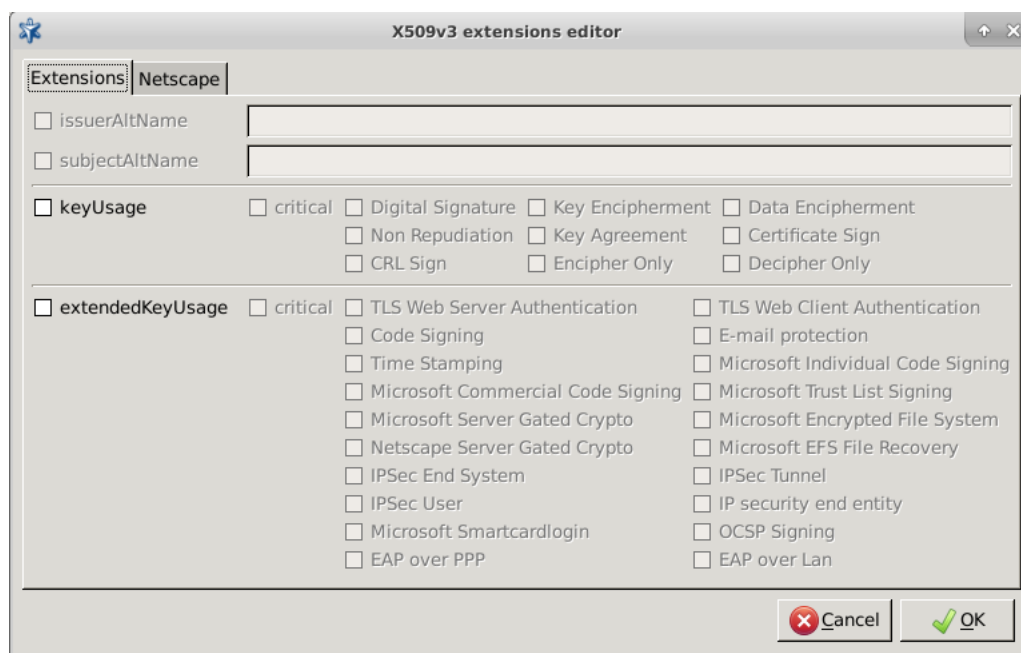 X509v3 extensions editor
Extensions Netscape
issuerAltName
subjectAltName
keyUsage critical Digital Signature Key Encipherment Data Encipherment
Non Repudiation Key Agreement Certificate Sign
CRL Sign Encipher Only Decipher Only
extendedKeyUsage critical TLS Web Server Authentication TLS Web Client Authentication
Code Signing E-mail protection
Time Stamping Microsoft Individual Code Signing
Microsoft Commercial Code Signing Microsoft Trust List Signing
Microsoft Server Gated Crypto Microsoft Encrypted File System
Netscape Server Gated Crypto Microsoft EFS File Recovery
IPSec End System IPSec Tunnel
IPSec User IP security end entity
Microsoft Smartcardlogin OCSP Signing
EAP over PPP EAP over Lan
Cancel OK